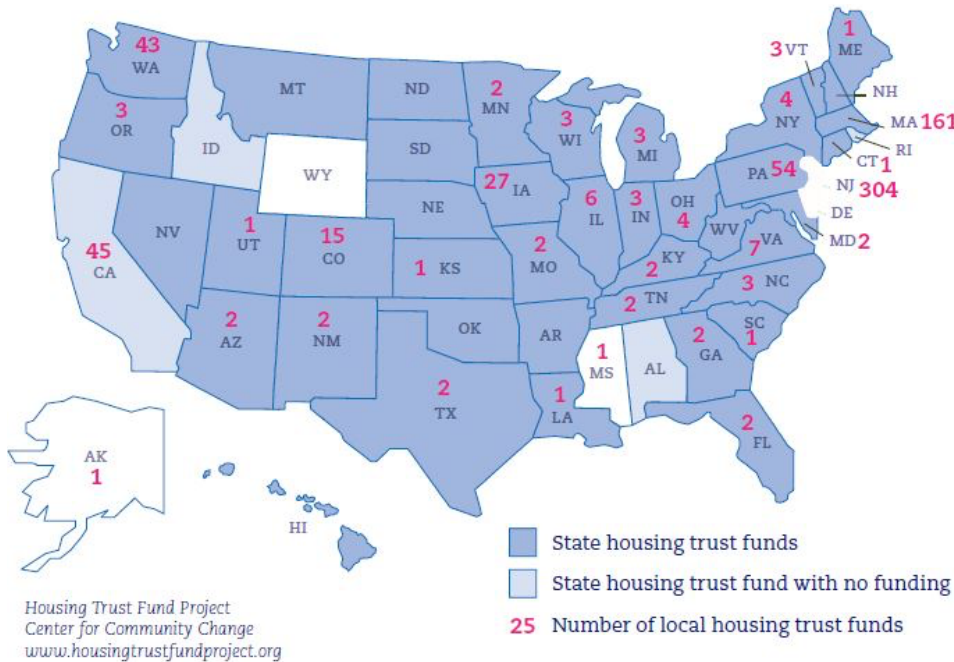 43
WA
MT
ND
2
MN
3 VT
1
ME
NH
3
OR
ID
WY
SD
3
WI
3
MI
4
NY
MA 161
RI
CT 1
NJ 304
DE
MD 2
PA 54
27 IA
NE
6
IL
3
IN
OH
4
WV
VA
7
NV
1
UT
15
CO
45
CA
1 KS
2
MO
KY
2
2 TN
3 NC
SC
1
2
AZ
2
NM
OK
AR
1
MS
AL
2
GA
2
TX
1
LA
2
FL
AK
1
HI
State housing trust funds
State housing trust fund with no funding
25 Number of local housing trust funds
Housing Trust Fund Project
Center for Community Change
www.housingtrustfundproject.org